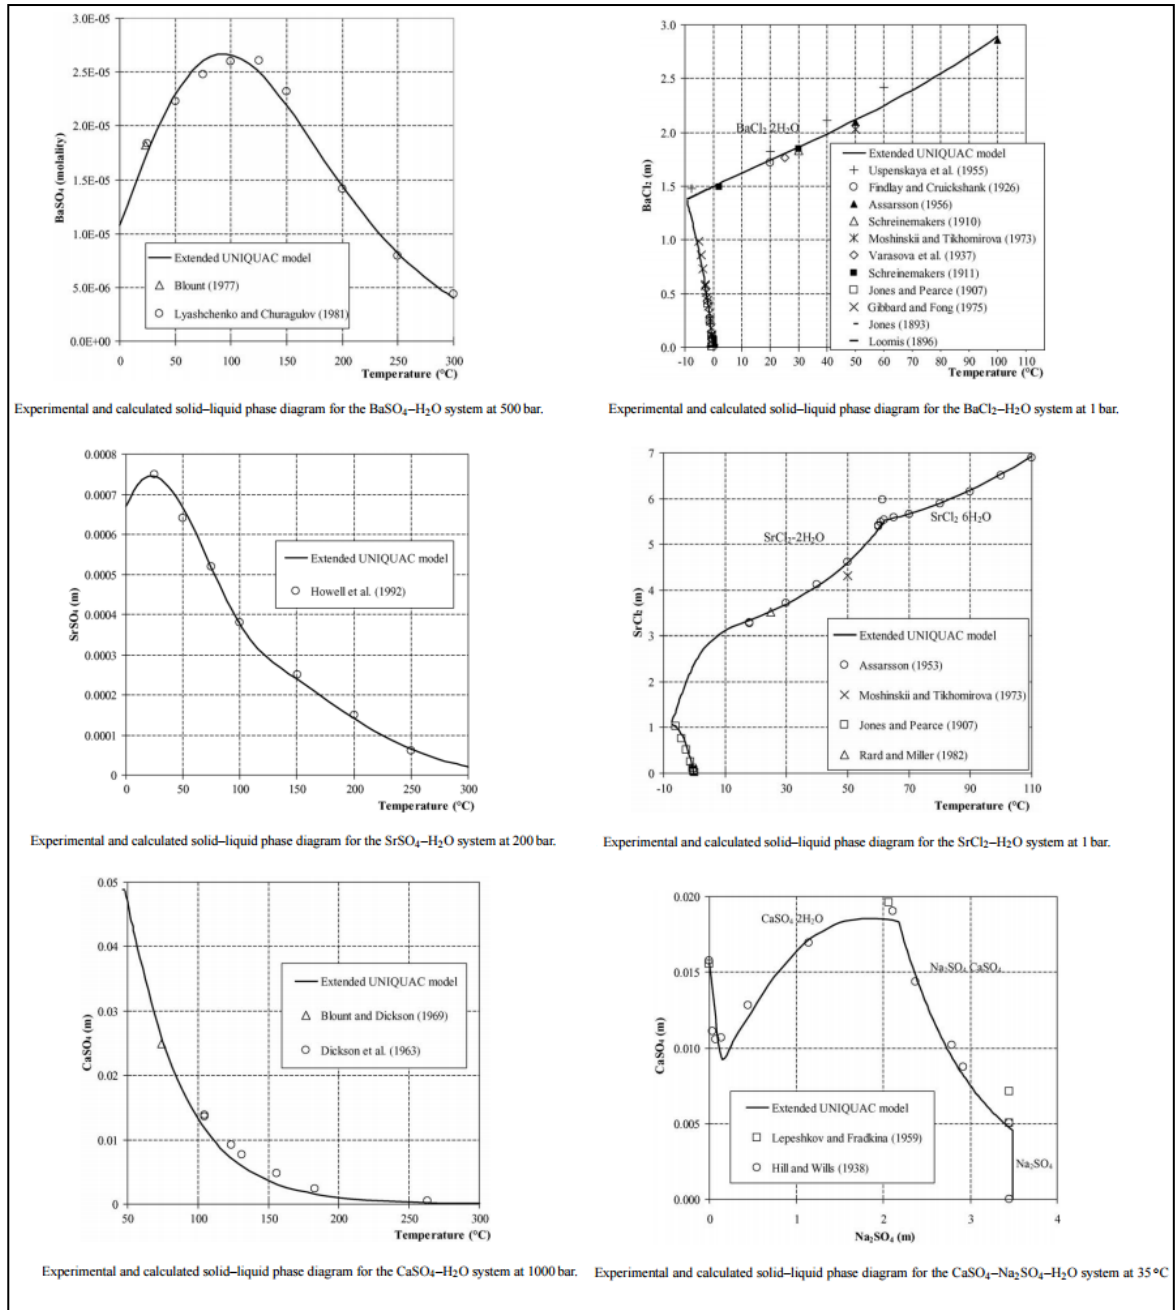 3.0E-05
2.5E-05
2.0E-05
1.5E-05
1.0E-05
5.0E-06
0.0E+00
BaSO₄ (molality)
Extended UNIQUAC model
Blount (1977)
Lyashchenko and Churagulov (1981)
0 50 100 150 200 250 300
Temperature (°C)
Experimental and calculated solid–liquid phase diagram for the BaSO₄–H₂O system at 500 bar.
3.0
2.5
2.0
1.5
1.0
0.5
0.0
BaCl₂ (m)
BaCl₂ 2H₂O
Extended UNIQUAC model
Uspenskaya et al. (1955)
Findlay and Cruickshank (1926)
Assarsson (1956)
Schreinemakers (1910)
Moshinskii and Tikhomirova (1973)
Varasova et al. (1937)
Schreinemakers (1911)
Jones and Pearce (1907)
Gibbard and Fong (1975)
Jones (1893)
Loomis (1896)
-10 0 10 20 30 40 50 60 70 80 90 100 110
Temperature (°C)
Experimental and calculated solid–liquid phase diagram for the BaCl₂–H₂O system at 1 bar.
0.0008
0.0007
0.0006
0.0005
0.0004
0.0003
0.0002
0.0001
0
SrSO₄ (m)
Extended UNIQUAC model
Howell et al. (1992)
0 50 100 150 200 250 300
Temperature (°C)
Experimental and calculated solid–liquid phase diagram for the SrSO₄–H₂O system at 200 bar.
7
6
5
4
3
2
1
0
SrCl₂ (m)
SrCl₂ 6H₂O
SrCl₂-2H₂O
Extended UNIQUAC model
Assarsson (1953)
Moshinskii and Tikhomirova (1973)
Jones and Pearce (1907)
Rard and Miller (1982)
-10 10 30 50 70 90 110
Temperature (°C)
Experimental and calculated solid–liquid phase diagram for the SrCl₂–H₂O system at 1 bar.
0.05
0.04
0.03
0.02
0.01
0
CaSO₄ (m)
Extended UNIQUAC model
Blount and Dickson (1969)
Dickson et al. (1963)
50 100 150 200 250 300
Temperature (°C)
Experimental and calculated solid–liquid phase diagram for the CaSO₄–H₂O system at 1000 bar.
0.020
0.015
0.010
0.005
0.000
CaSO₄ (m)
CaSO₄ 2H₂O
Na₂SO₄ CaSO₄
Na₂SO₄
Extended UNIQUAC model
Lepeshkov and Fradkina (1959)
Hill and Wills (1938)
0 1 2 3 4
Na₂SO₄ (m)
Experimental and calculated solid–liquid phase diagram for the CaSO₄–Na₂SO₄–H₂O system at 35 °C